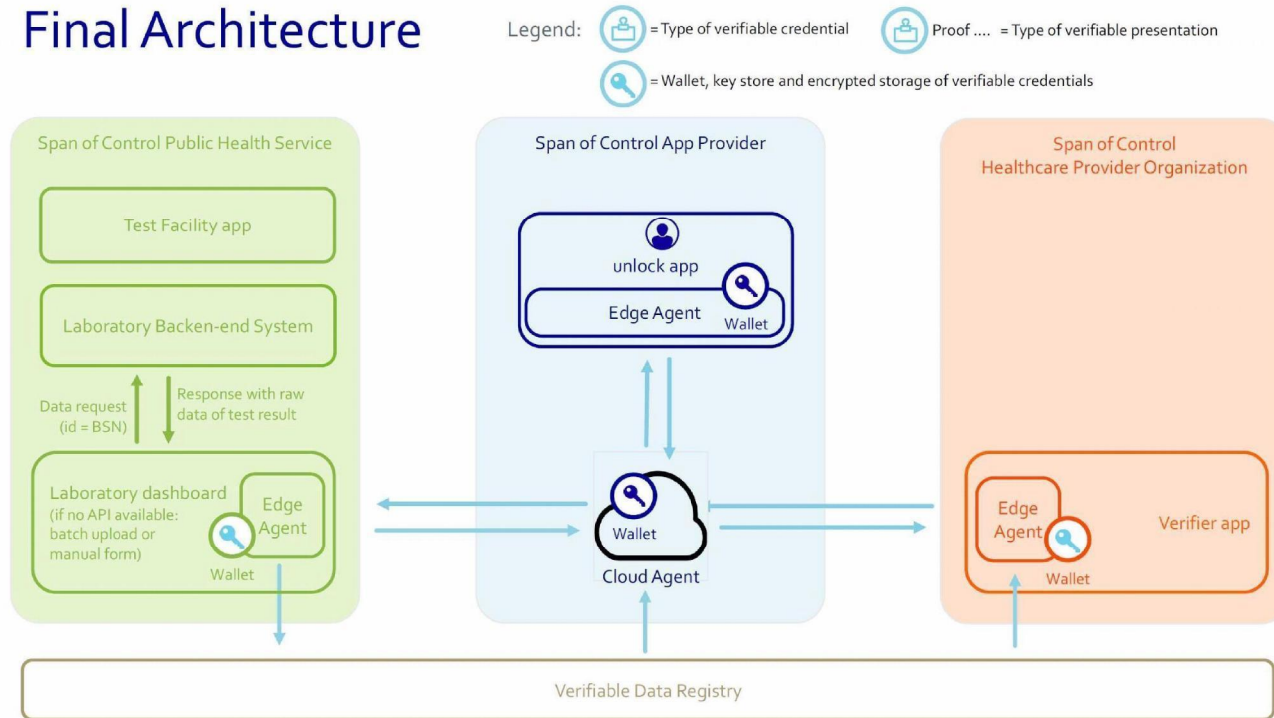 Final Architecture
Legend:
= Type of verifiable credential
Proof .... = Type of verifiable presentation
= Wallet, key store and encrypted storage of verifiable credentials
Span of Control Public Health Service
Test Facility app
Laboratory Backen-end System
Data request
(id = BSN)
Response with raw
data of test result
Laboratory dashboard
(if no API available:
batch upload or
manual form)
Edge
Agent
Wallet
Span of Control App Provider
unlock app
Edge Agent
Wallet
Wallet
Cloud Agent
Span of Control
Healthcare Provider Organization
Edge
Agent
Wallet
Verifier app
Verifiable Data Registry